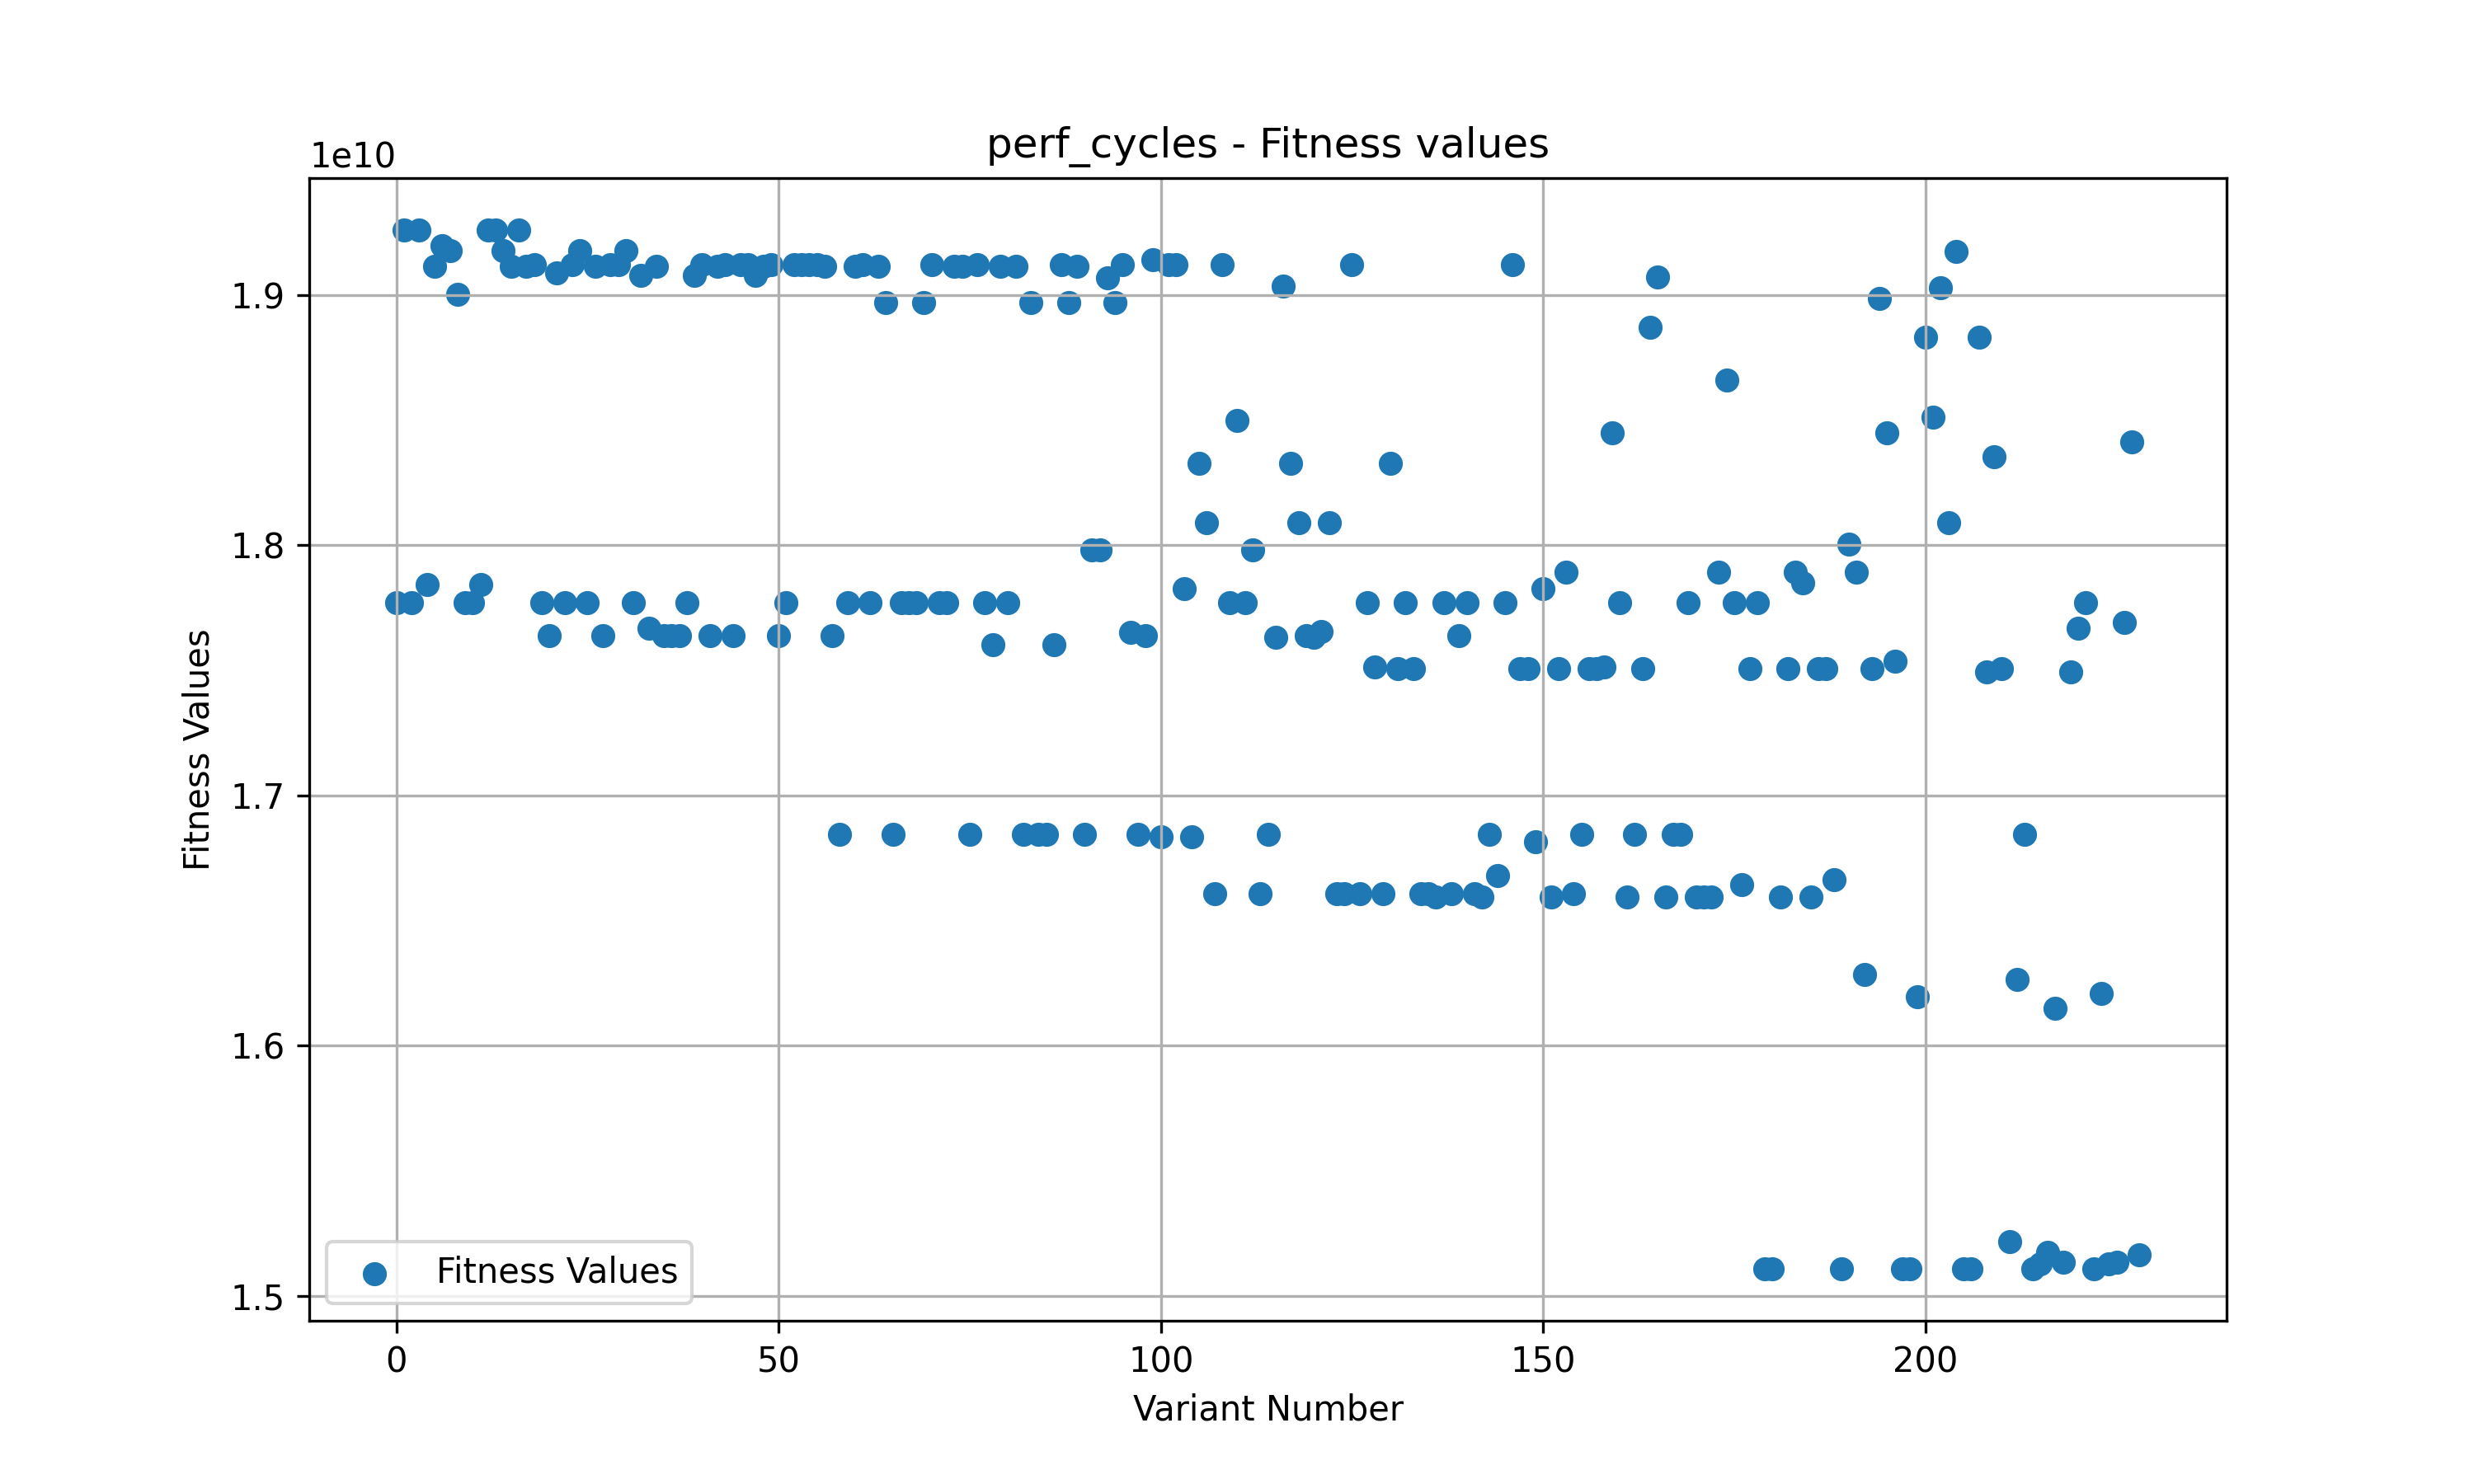 perf_cycles - Fitness values
1e10
1.9
1.8
1.7
1.6
1.5
Fitness Values
Fitness Values
0 50 100 150 200
Variant Number